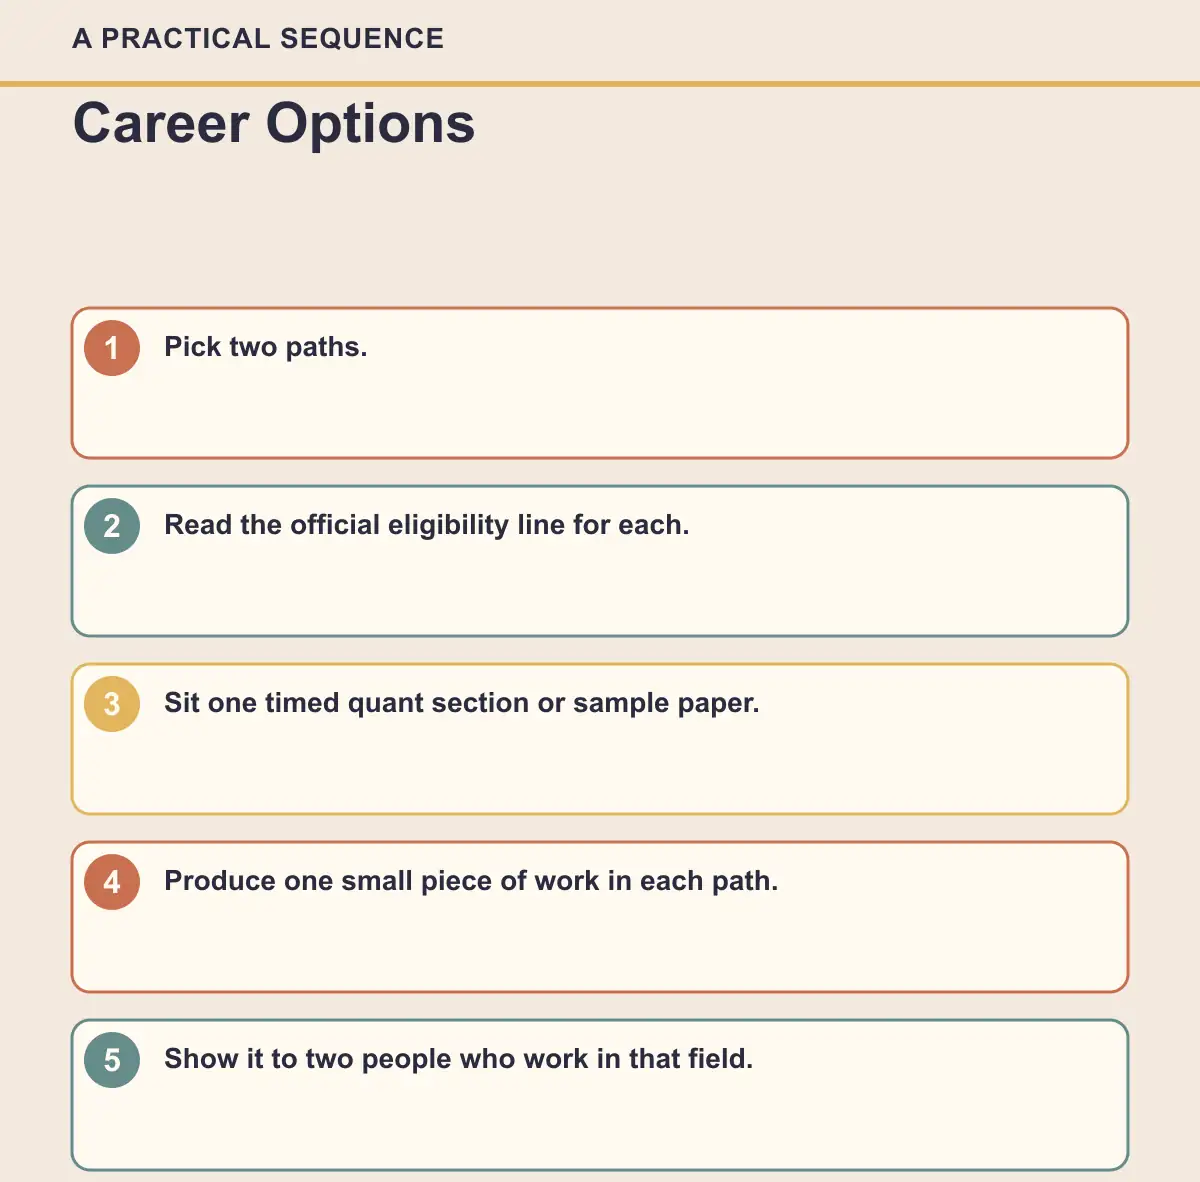 A PRACTICAL SEQUENCE
Career Options
1 Pick two paths.
2 Read the official eligibility line for each.
3 Sit one timed quant section or sample paper.
4 Produce one small piece of work in each path.
5 Show it to two people who work in that field.